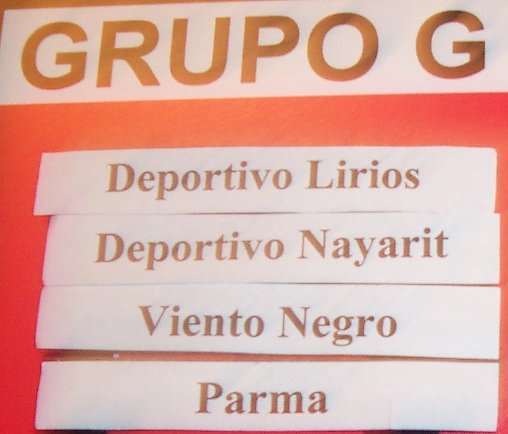 GRUPO G
Deportivo Lirios
Deportivo Nayarit
Viento Negro
Parma